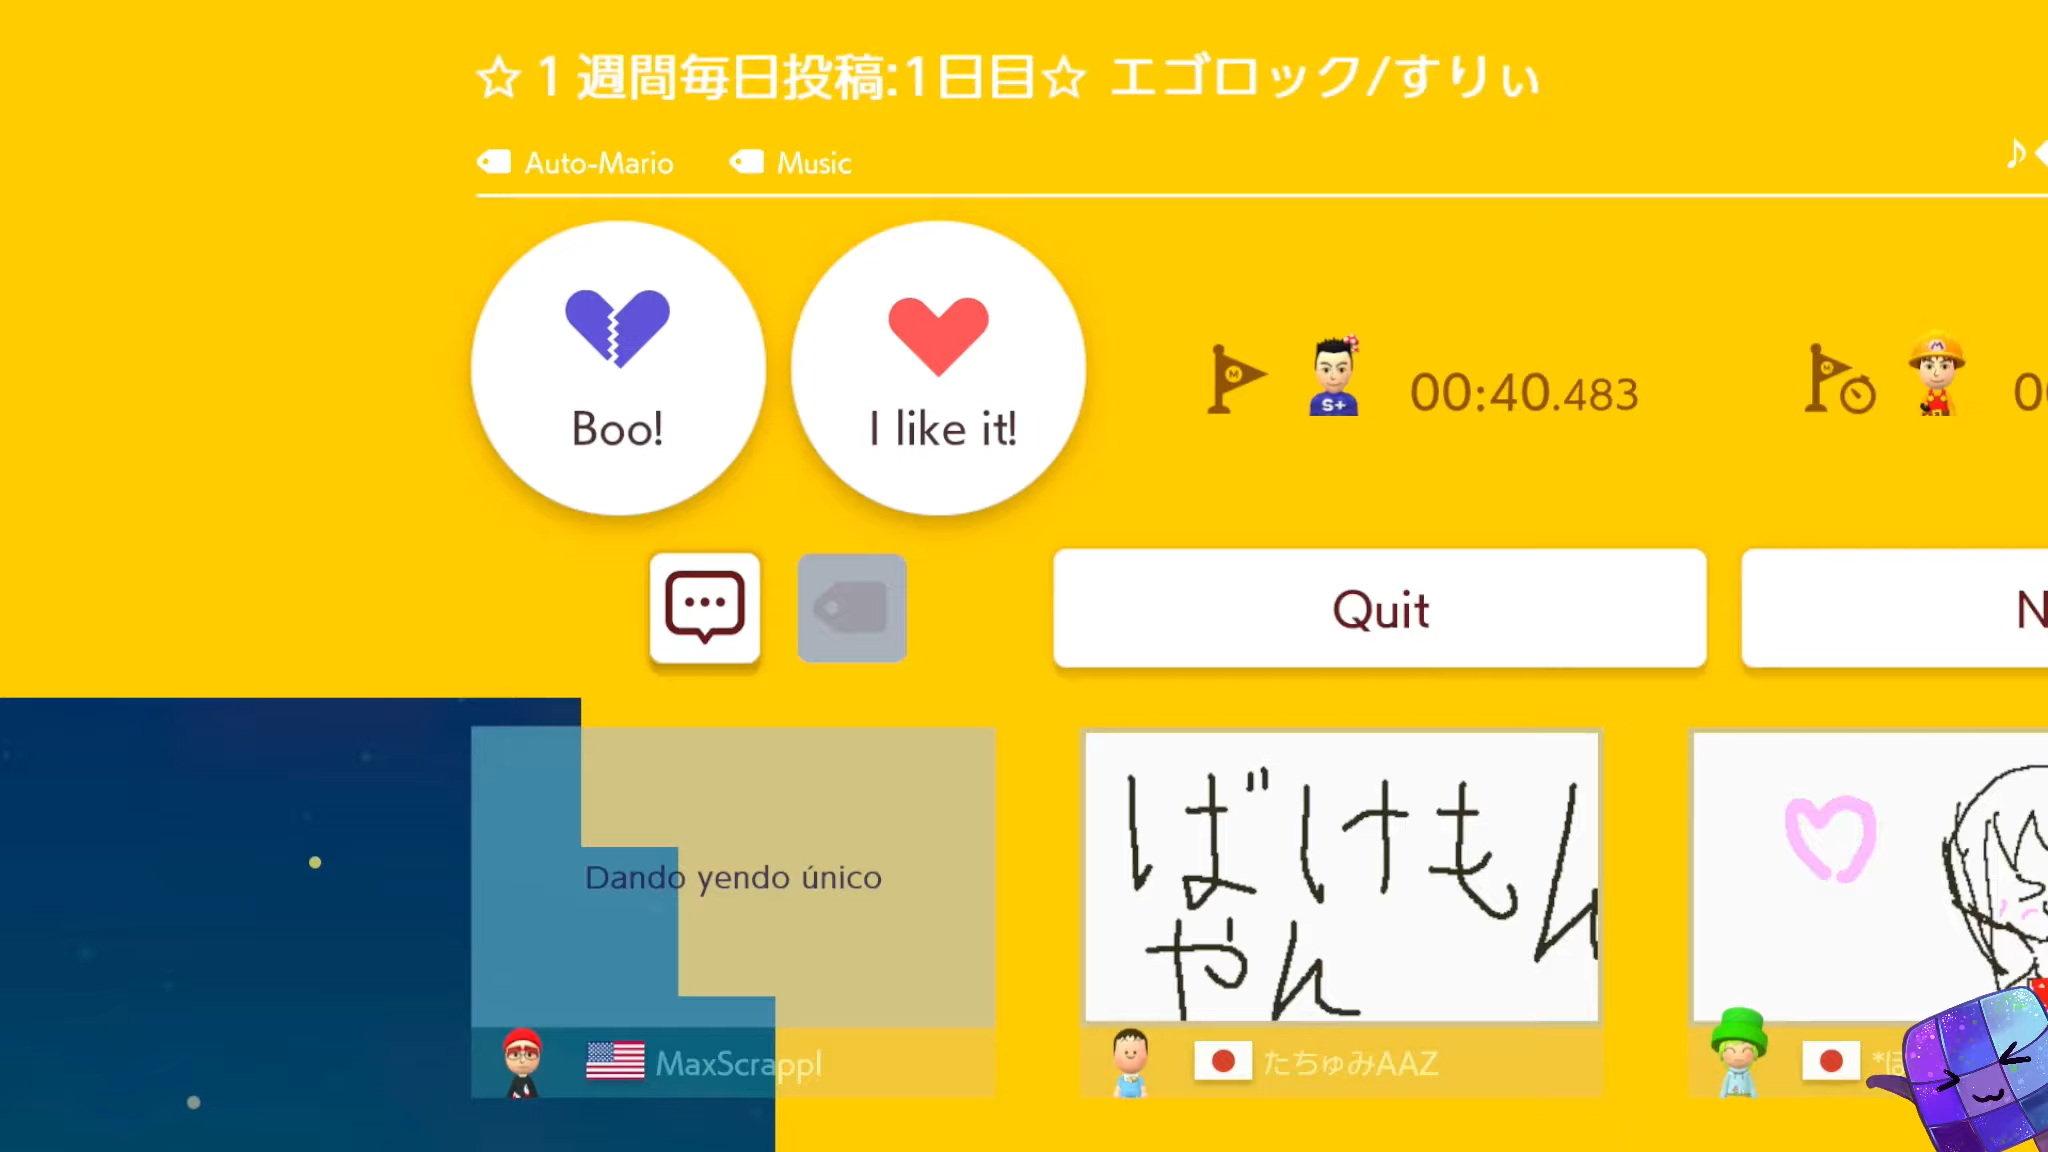 ☆1週間毎日投稿:1日目☆ エゴロック/すりぃ
Auto-Mario Music
Boo!
I like it!
S+
00:40.483
Quit
Dando yendo único
ばけもん
やん
MaxScrappl
たちゅみAAZ